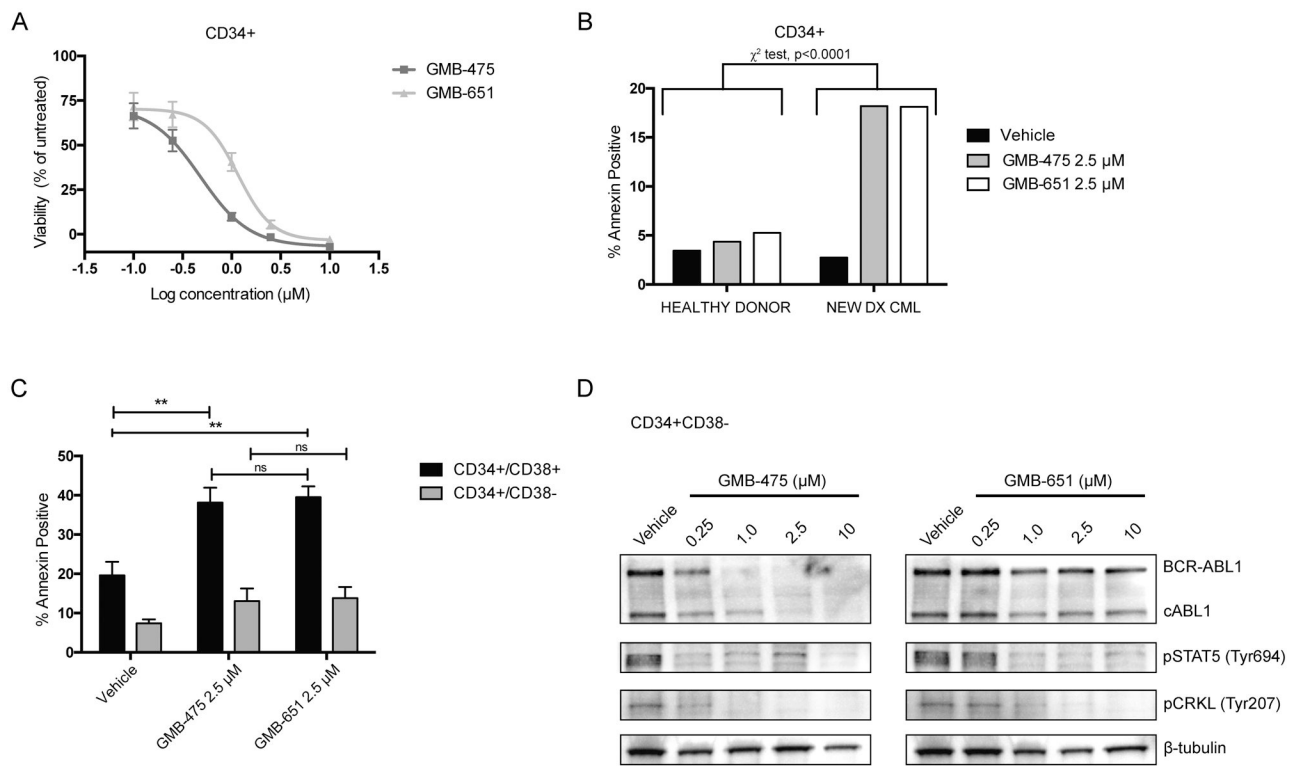 A
CD34+
100
75
50
25
0
-1.5 -1.0 -0.5 0.0 0.5 1.0 1.5
Viability (% of untreated)
Log concentration (µM)
GMB-475
GMB-651
B
CD34+
χ² test, p<0.0001
20
15
10
5
0
% Annexin Positive
HEALTHY DONOR NEW DX CML
Vehicle
GMB-475 2.5 µM
GMB-651 2.5 µM
C
**
**
ns
ns
50
40
30
20
10
0
% Annexin Positive
Vehicle
GMB-475 2.5 µM
GMB-651 2.5 µM
CD34+/CD38+
CD34+/CD38-
D
CD34+CD38-
GMB-475 (µM) GMB-651 (µM)
Vehicle 0.25 1.0 2.5 10 Vehicle 0.25 1.0 2.5 10
BCR-ABL1
cABL1
pSTAT5 (Tyr694)
pCRKL (Tyr207)
β-tubulin